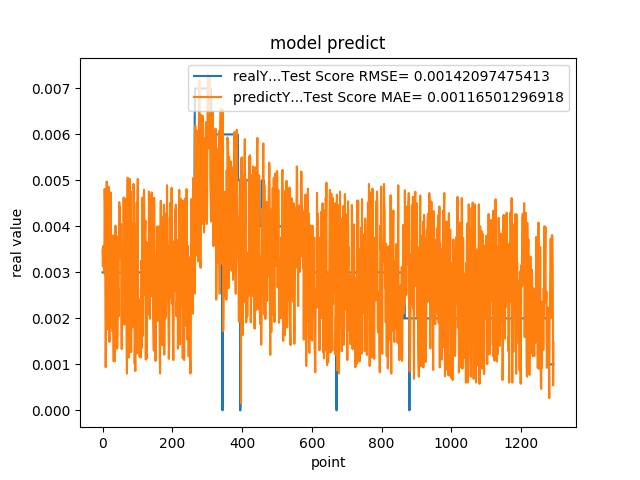 model predict
realY...Test Score RMSE= 0.00142097475413
predictY...Test Score MAE= 0.00116501296918
0.007
0.006
0.005
0.004
0.003
0.002
0.001
0.000
real value
0 200 400 600 800 1000 1200
point